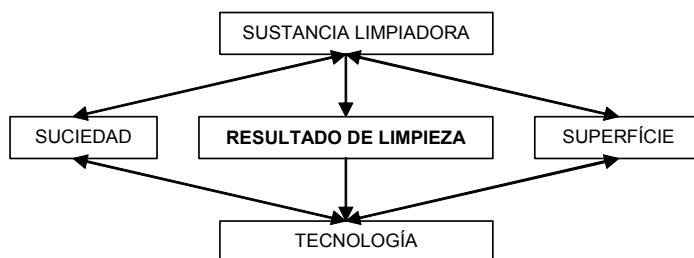 SUSTANCIA LIMPIADORA
SUCIEDAD
RESULTADO DE LIMPIEZA
SUPERFÍCIE
TECNOLOGÍA